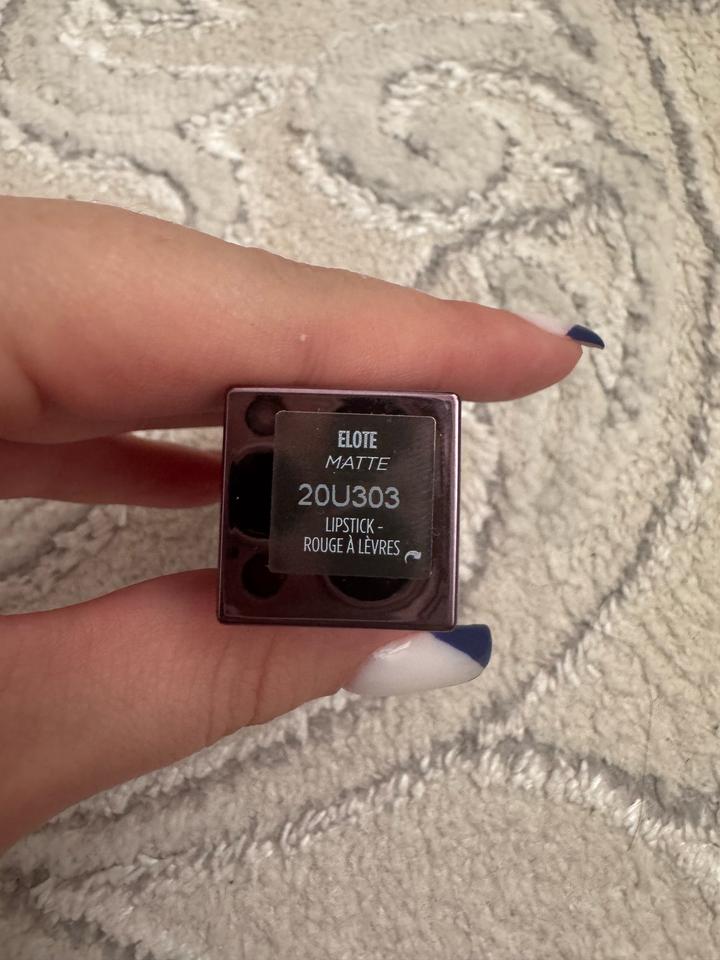 ELOTE
MATTE
20U303
LIPSTICK -
ROUGE À LÈVRES